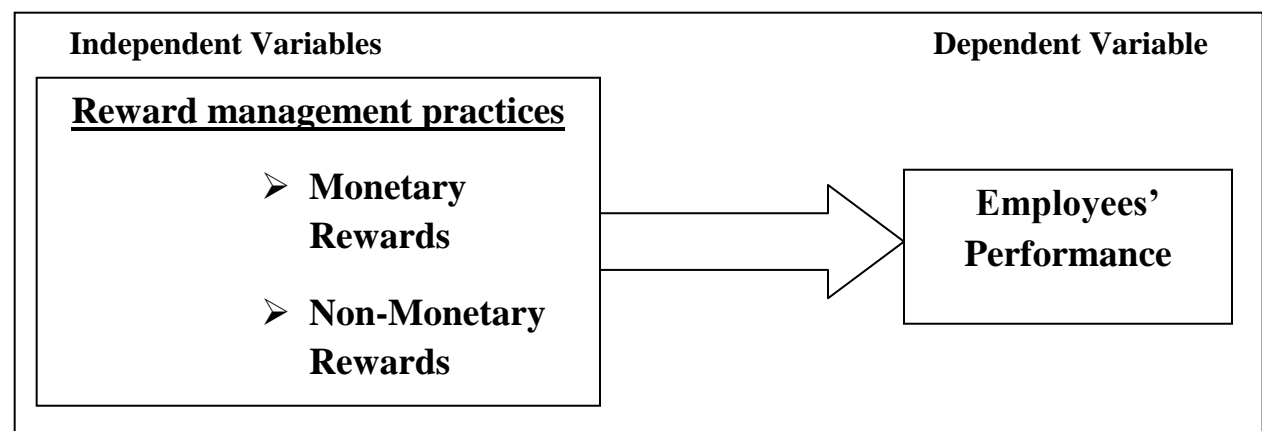 Independent Variables
Dependent Variable
Reward management practices
➢ Monetary
Rewards
➢ Non-Monetary
Rewards
Employees’
Performance